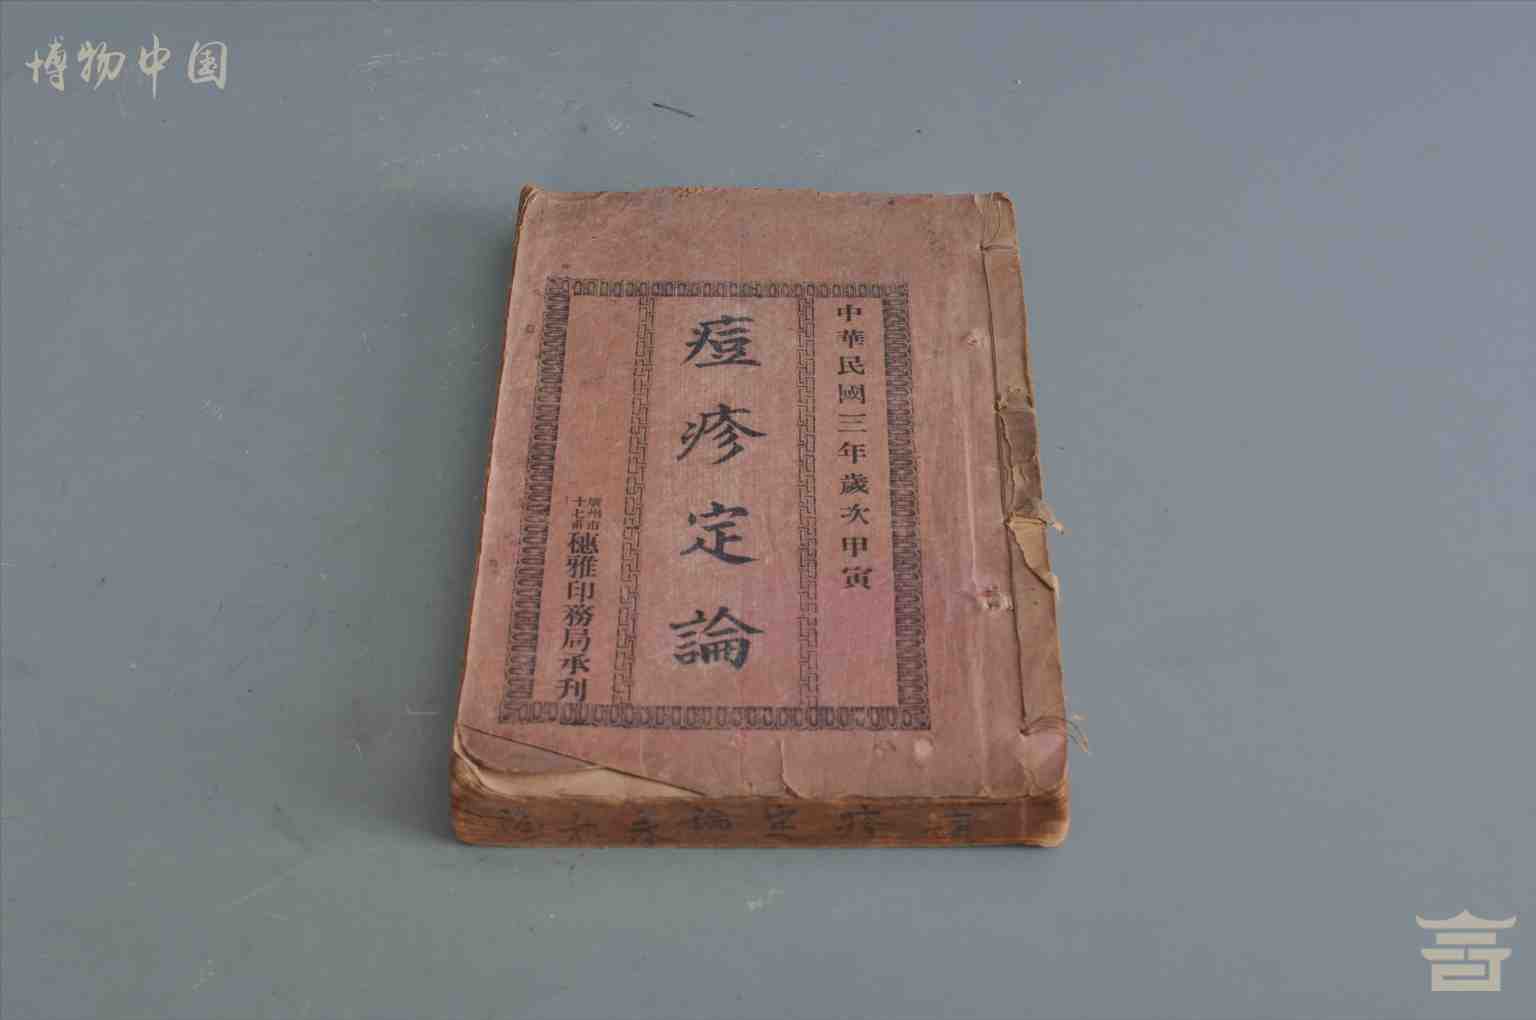 博物中国
中華民國三年歲次甲寅
痘疹定論
廣州市
十七甫
穗雅印務局承刊